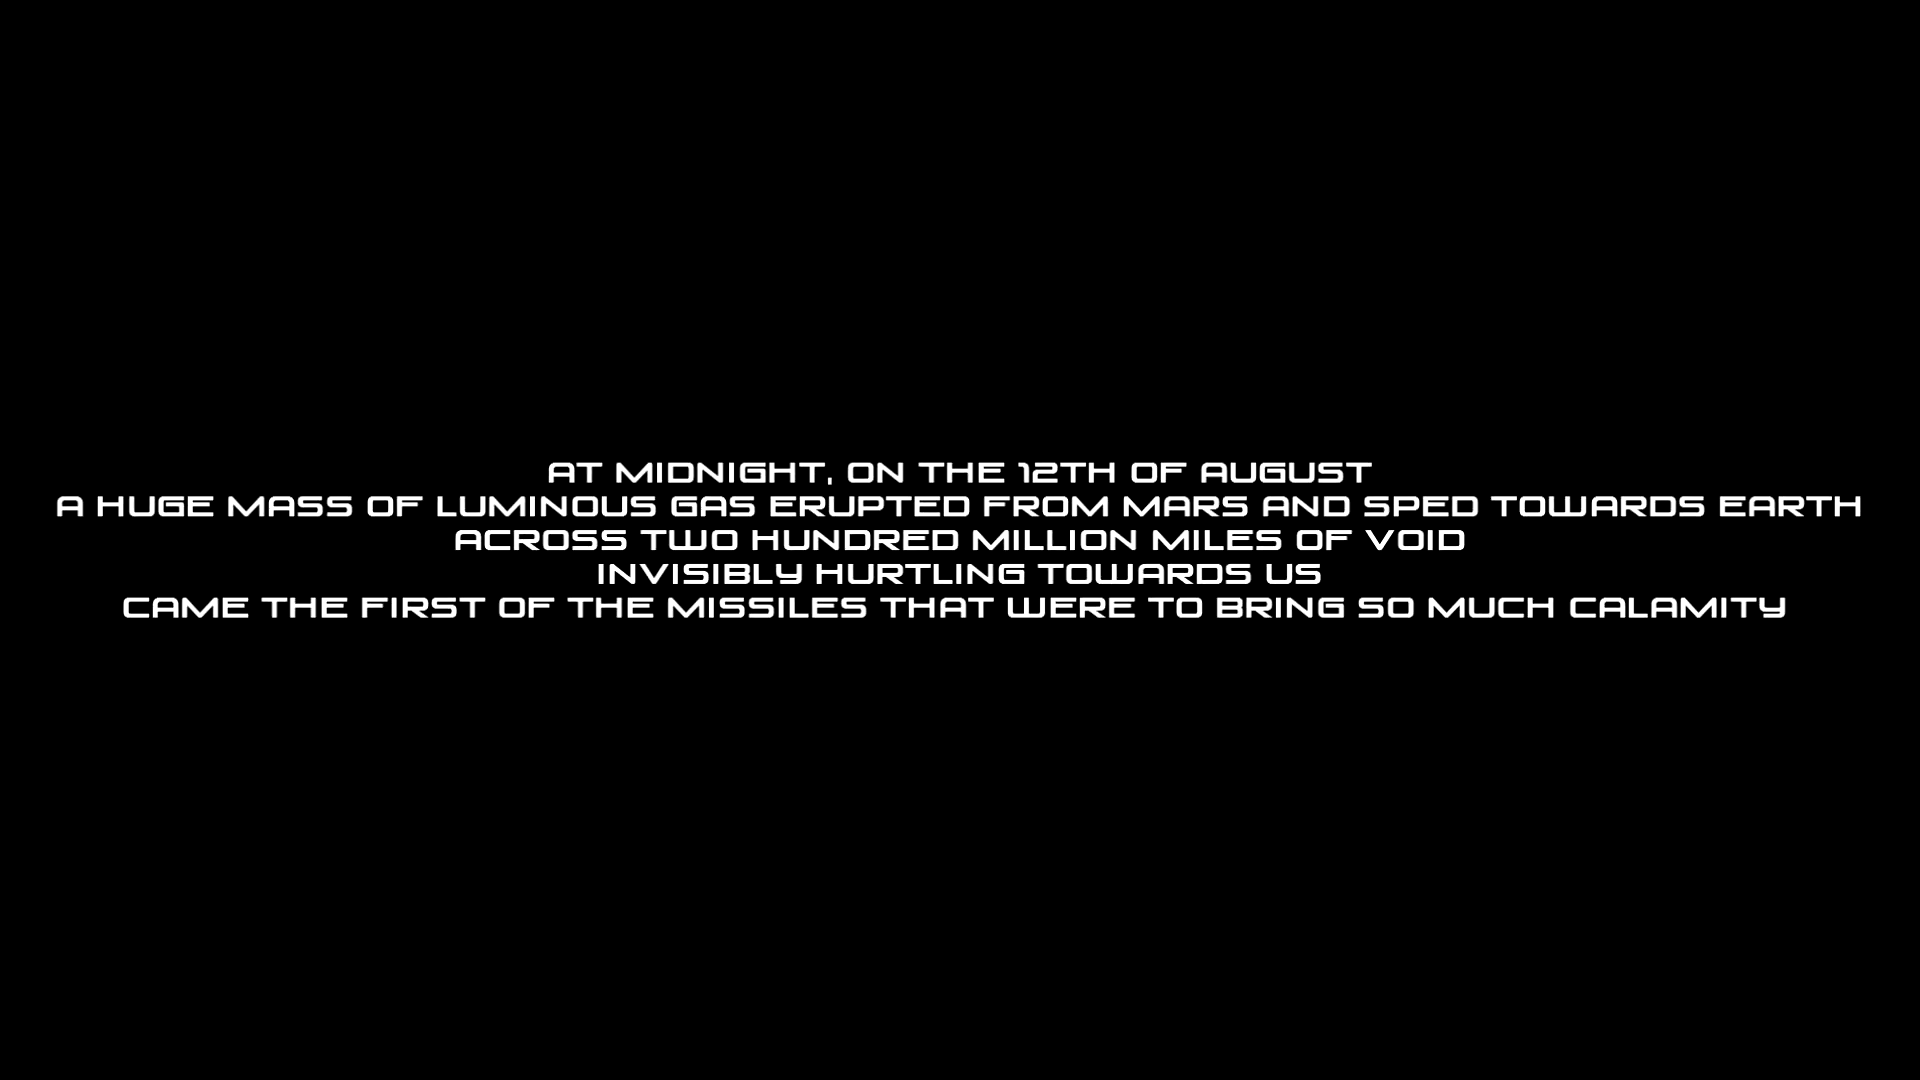 AT MIDNIGHT, ON THE 12TH OF AUGUST
A HUGE MASS OF LUMINOUS GAS ERUPTED FROM MARS AND SPED TOWARDS EARTH
ACROSS TWO HUNDRED MILLION MILES OF VOID
INVISIBLY HURTLING TOWARDS US
CAME THE FIRST OF THE MISSILES THAT WERE TO BRING SO MUCH CALAMITY